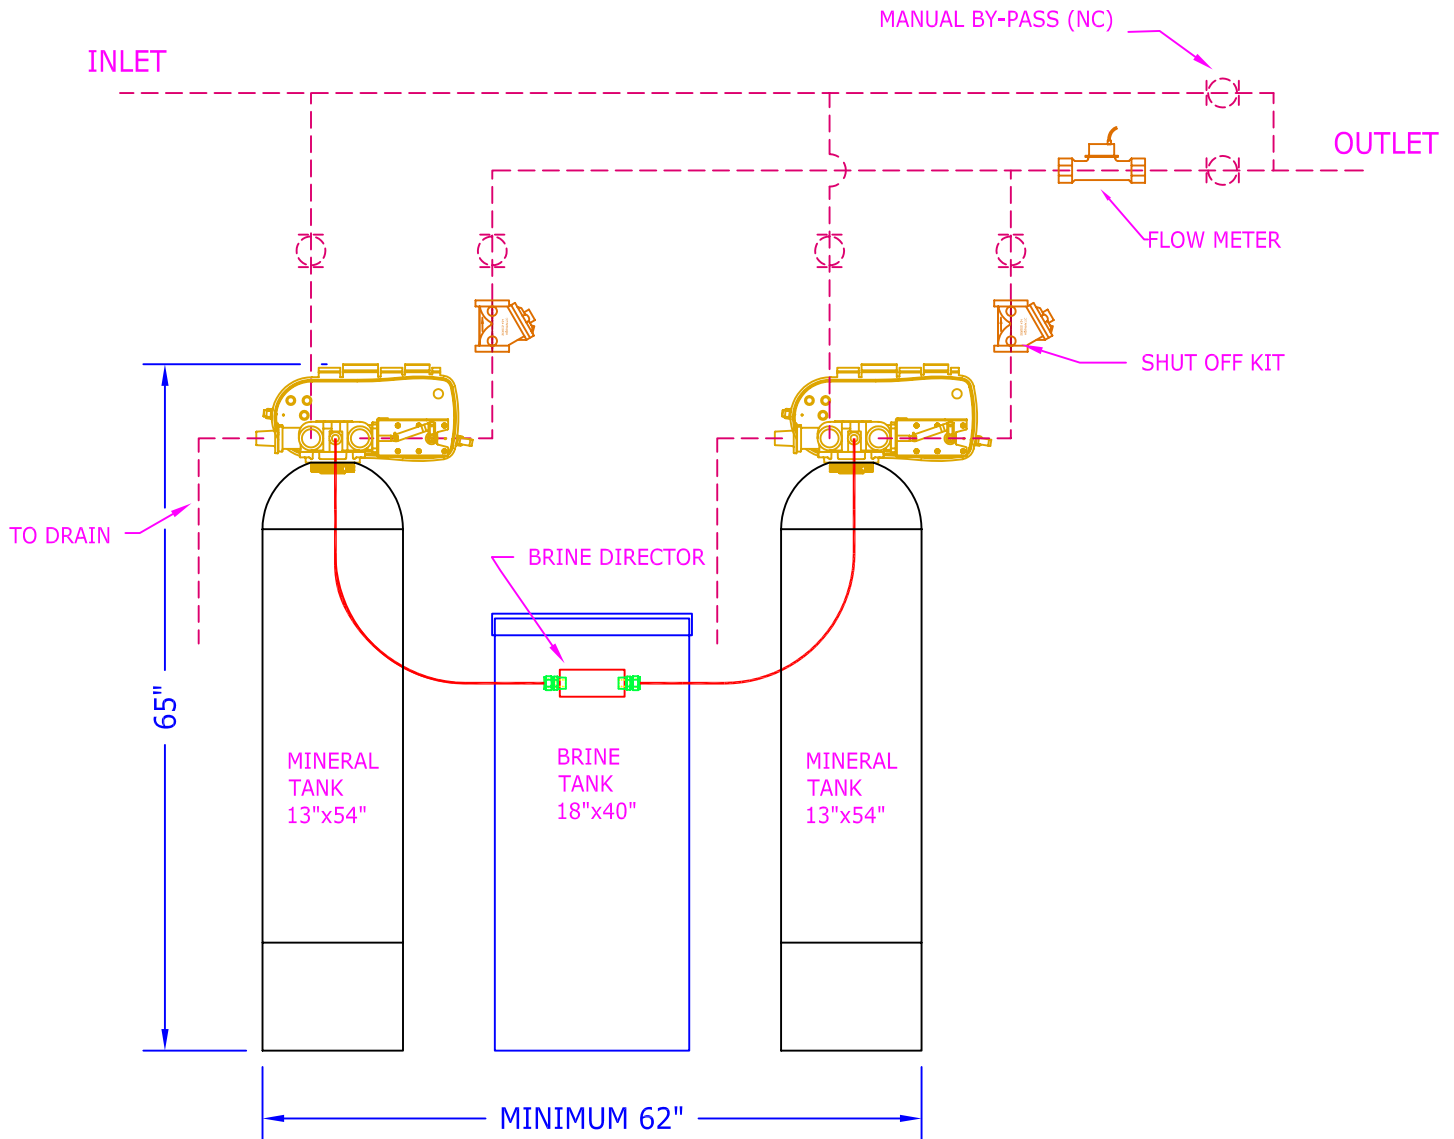 MANUAL BY-PASS (NC)
INLET
OUTLET
FLOW METER
SHUT OFF KIT
TO DRAIN
BRINE DIRECTOR
65"
MINERAL
TANK
13"x54"
BRINE
TANK
18"x40"
MINERAL
TANK
13"x54"
MINIMUM 62"